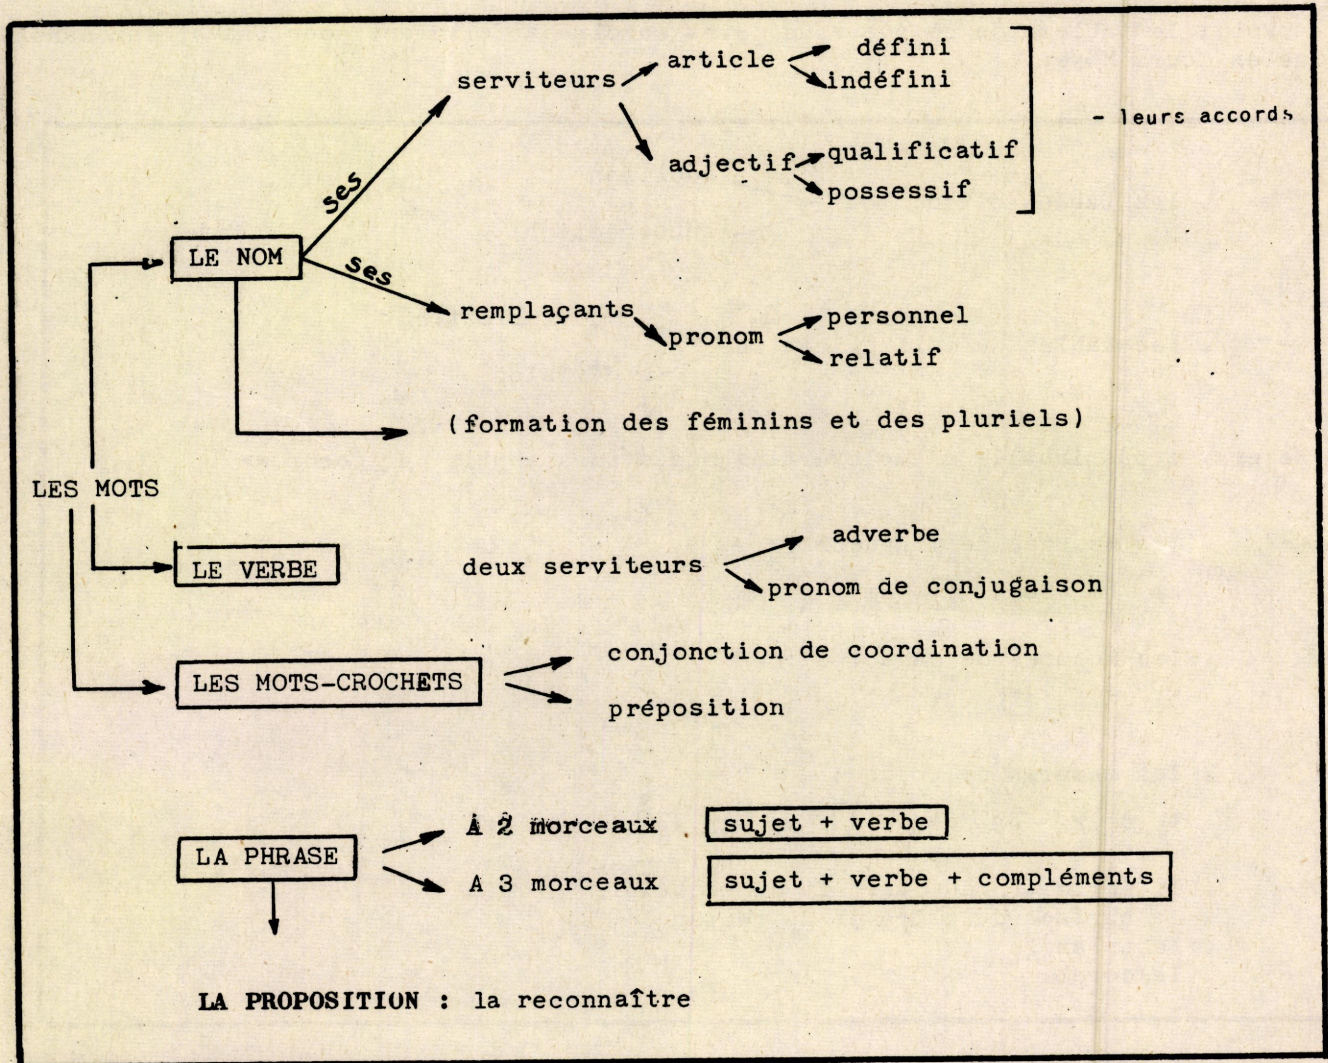 article défini
serviteurs indéfini
- leurs accords
adjectif qualificatif
possessif
ses
LE NOM
ses
remplaçants personnel
pronom
relatif
(formation des féminins et des pluriels)
LES MOTS
adverbe
LE VERBE deux serviteurs
pronom de conjugaison
conjonction de coordination
LES MOTS-CROCHETS
préposition
A 2 morceaux sujet + verbe
LA PHRASE
A 3 morceaux sujet + verbe + compléments
LA PROPOSITION : la reconnaître